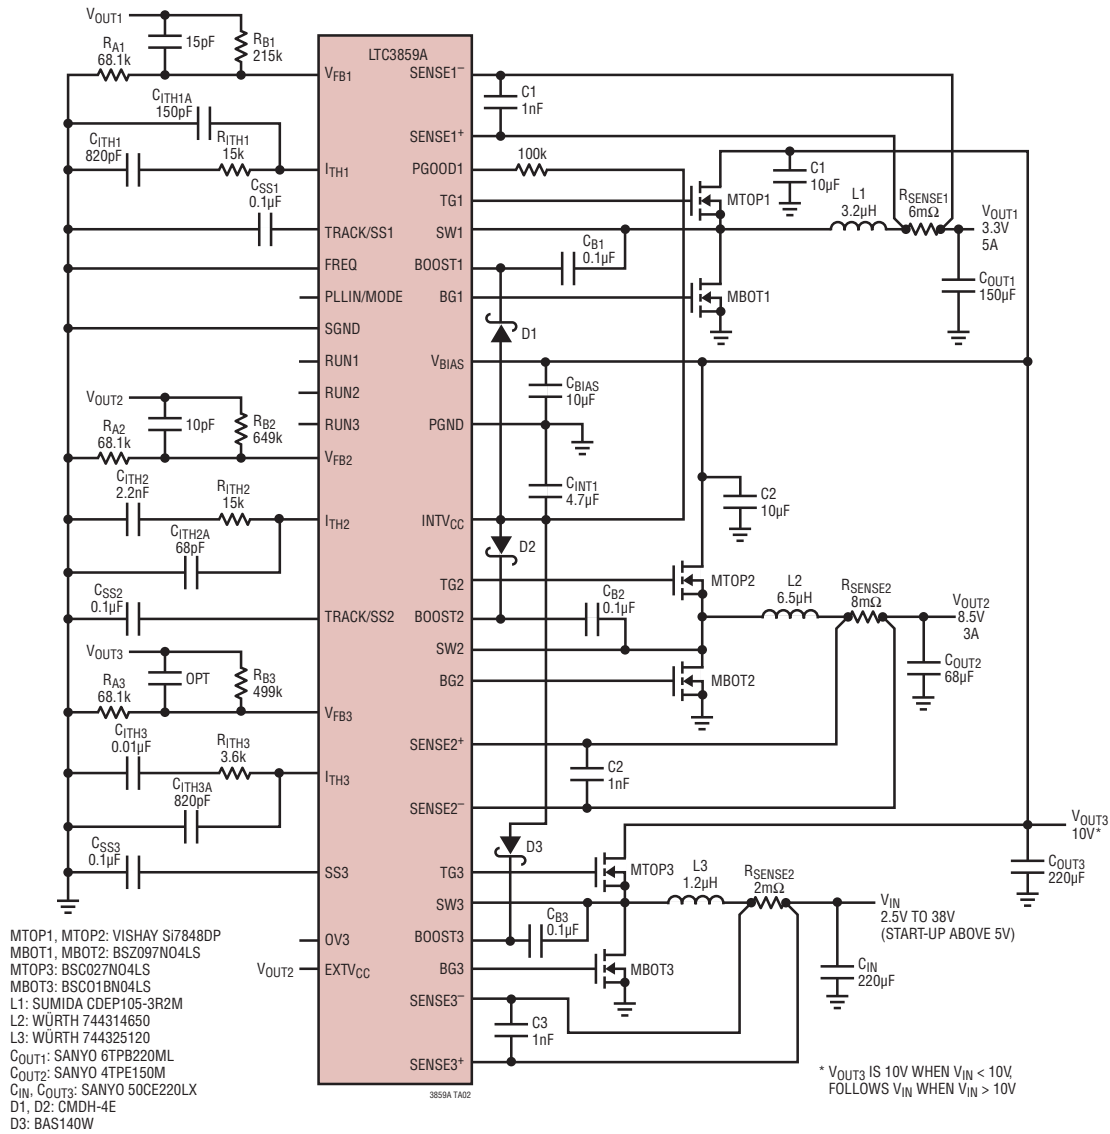 VOUT1
15pF
RB1
215k
RA1
68.1k
VFB1
LTC3859A
SENSE1–
C1
1nF
SENSE1+
CITH1A
150pF
CITH1
820pF
RITH1
15k
ITH1
PGOOD1
100k
C1
10µF
CSS1
0.1µF
TG1
MTOP1
L1
3.2µH
RSENSE1
6mΩ
VOUT1
3.3V
5A
TRACK/SS1
SW1
CB1
0.1µF
FREQ
BOOST1
COUT1
150µF
PLLIN/MODE
BG1
MBOT1
SGND
D1
RUN1
VBIAS
CBIAS
10µF
RUN2
VOUT2
10pF
RB2
649k
RUN3
PGND
RA2
68.1k
VFB2
CITH2
2.2nF
RITH2
15k
ITH2
CINT1
4.7µF
C2
10µF
INTVCC
CITH2A
68pF
D2
TG2
MTOP2
L2
6.5µH
RSENSE2
8mΩ
VOUT2
8.5V
3A
CSS2
0.1µF
TRACK/SS2
BOOST2
CB2
0.1µF
SW2
VOUT3
OPT
RB3
499k
RA3
68.1k
VFB3
BG2
MBOT2
COUT2
68µF
CITH3
0.01µF
RITH3
3.6k
ITH3
SENSE2+
C2
1nF
CITH3A
820pF
SENSE2–
CSS3
0.1µF
SS3
D3
TG3
MTOP3
L3
1.2µH
RSENSE2
2mΩ
VOUT3
10V*
COUT3
220µF
SW3
VIN
2.5V TO 38V
(START-UP ABOVE 5V)
CB3
0.1µF
OV3
BOOST3
VOUT2
EXTVCC
BG3
MBOT3
CIN
220µF
SENSE3–
C3
1nF
SENSE3+
MTOP1, MTOP2: VISHAY Si7848DP
MBOT1, MBOT2: BSZ097NO4LS
MTOP3: BSC027NO4LS
MBOT3: BSCO1BN04LS
L1: SUMIDA CDEP105-3R2M
L2: WÜRTH 744314650
L3: WÜRTH 744325120
COUT1: SANYO 6TPB220ML
COUT2: SANYO 4TPE150M
CIN, COUT3: SANYO 50CE220LX
D1, D2: CMDH-4E
D3: BAS140W
3859A TA02
* VOUT3 IS 10V WHEN VIN < 10V,
FOLLOWS VIN WHEN VIN > 10V